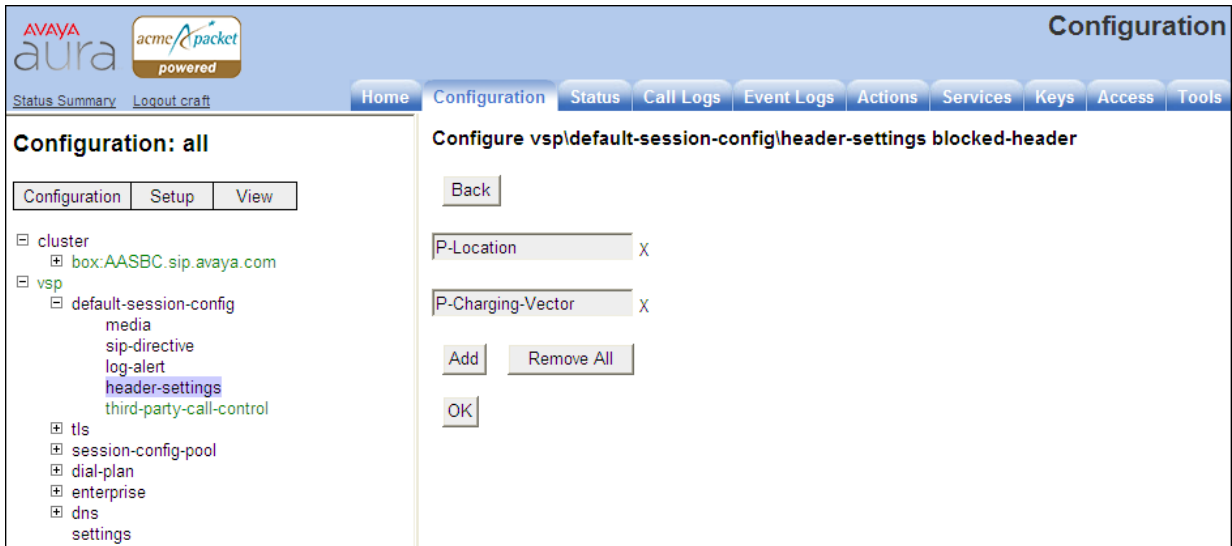 AVAYA
aura
acme packet
powered
Configuration
Status Summary Logout craft
Home Configuration Status Call Logs Event Logs Actions Services Keys Access Tools
Configuration: all
Configuration Setup View
cluster
box:AASBC.sip.avaya.com
vsp
default-session-config
media
sip-directive
log-alert
header-settings
third-party-call-control
tls
session-config-pool
dial-plan
enterprise
dns
settings
Configure vsp\default-session-config\header-settings blocked-header
Back
P-Location X
P-Charging-Vector X
Add Remove All
OK